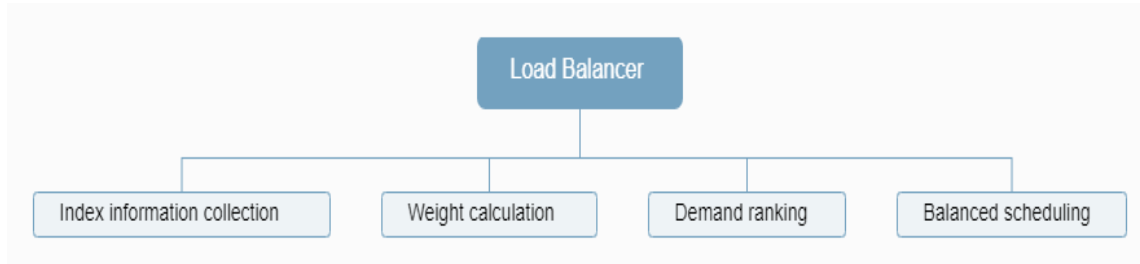 Load Balancer
Index information collection
Weight calculation
Demand ranking
Balanced scheduling